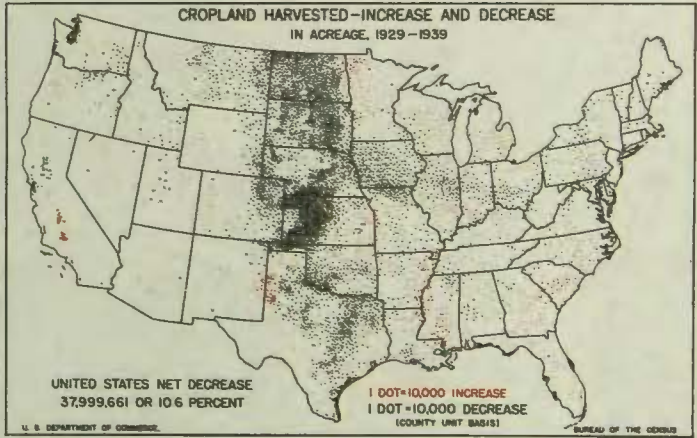 CROPLAND HARVESTED-INCREASE AND DECREASE
IN ACREAGE, 1929-1939
UNITED STATES NET DECREASE
37,999,661 OR 10.6 PERCENT
1 DOT=10,000 INCREASE
1 DOT=10,000 DECREASE
(COUNTY UNIT BASIS)
U. S. DEPARTMENT OF COMMERCE
BUREAU OF THE CENSUS